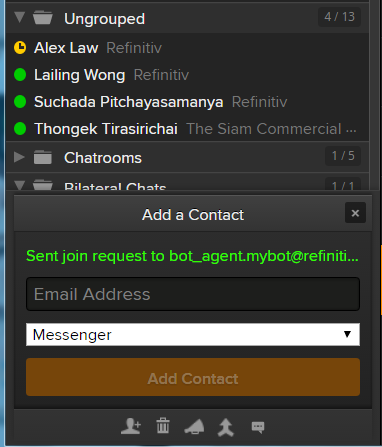 Ungrouped 4 / 13
Alex Law Refinitiv
Lailing Wong Refinitiv
Suchada Pitchayasamanya Refinitiv
Thongek Tirasirichai The Siam Commercial ...
Chatrooms 1 / 5
Bilateral Chats 1 / 1
Add a Contact
Sent join request to bot_agent.mybot@refiniti...
Email Address
Messenger
Add Contact